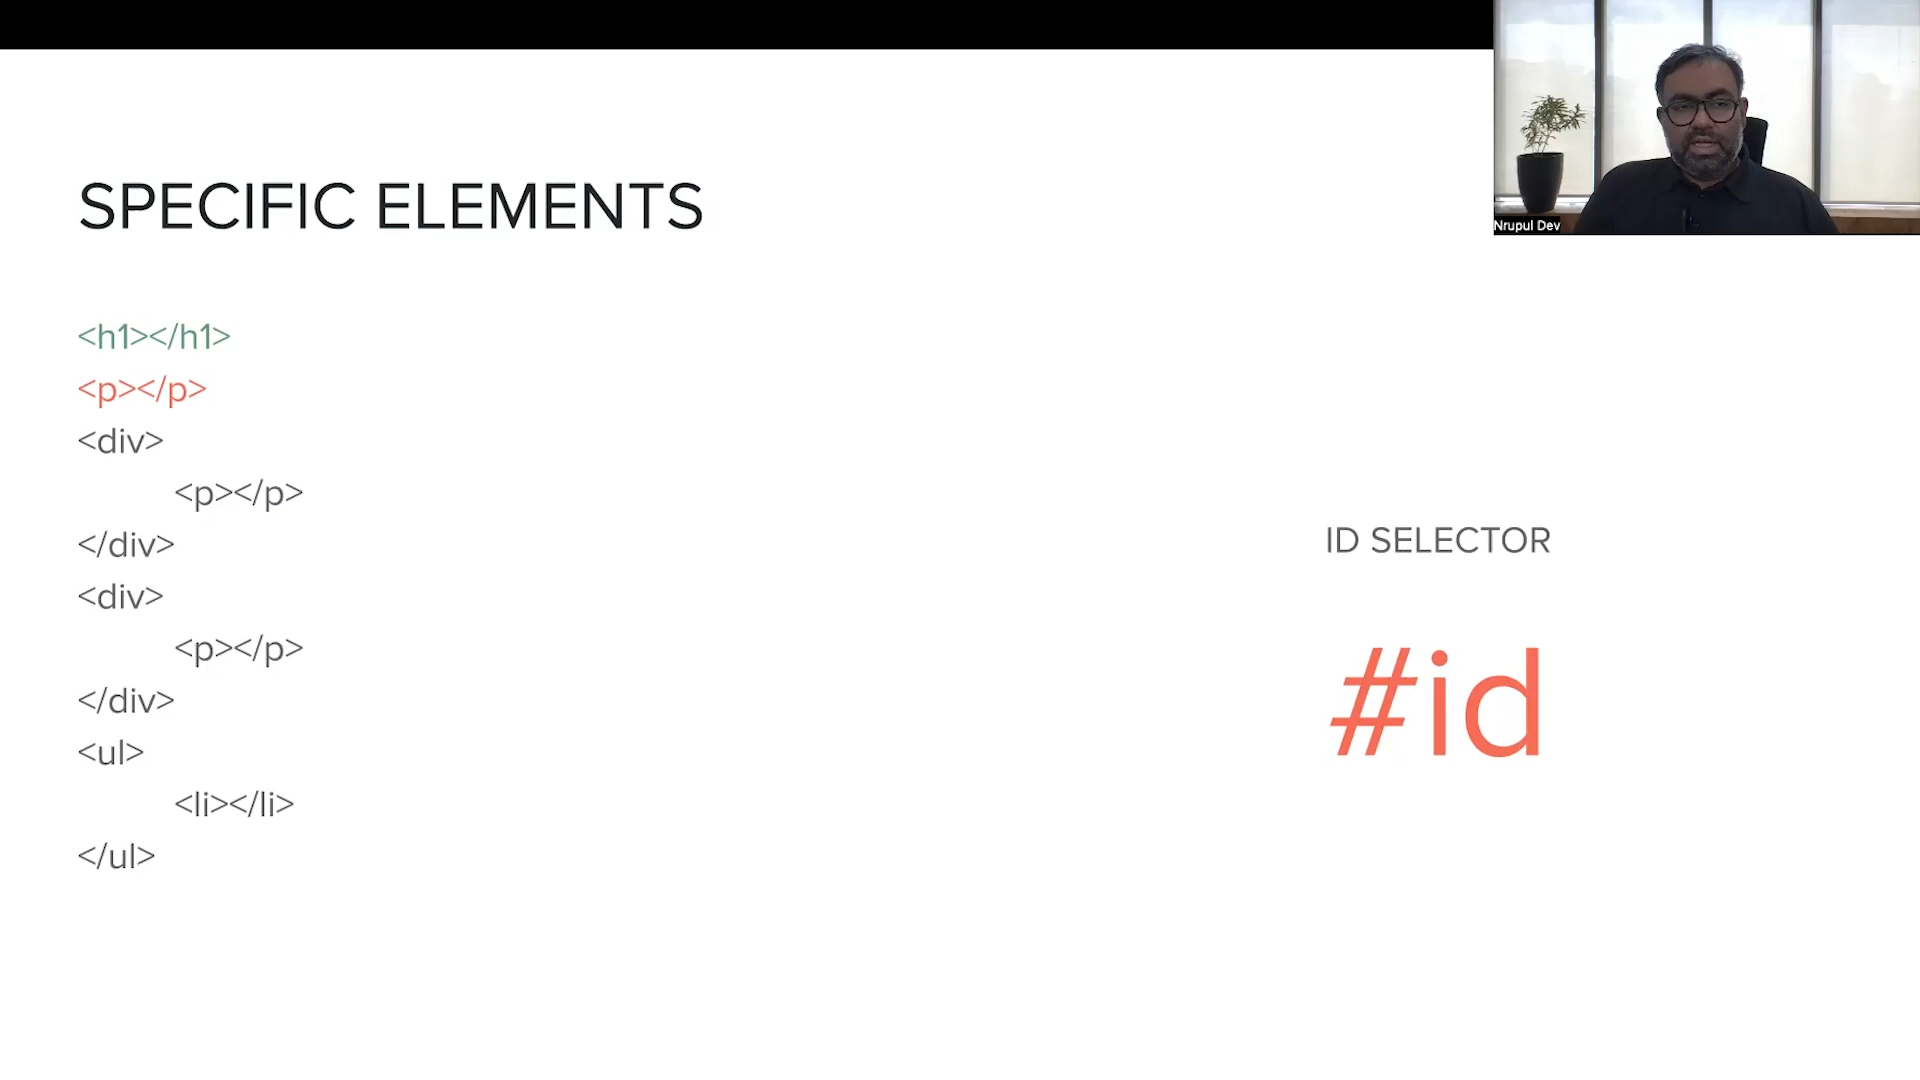 SPECIFIC ELEMENTS
<h1></h1>
<p></p>
<div>
<p></p>
</div>
<div>
<p></p>
</div>
<ul>
<li></li>
</ul>
ID SELECTOR
#id
Nrupul Dev